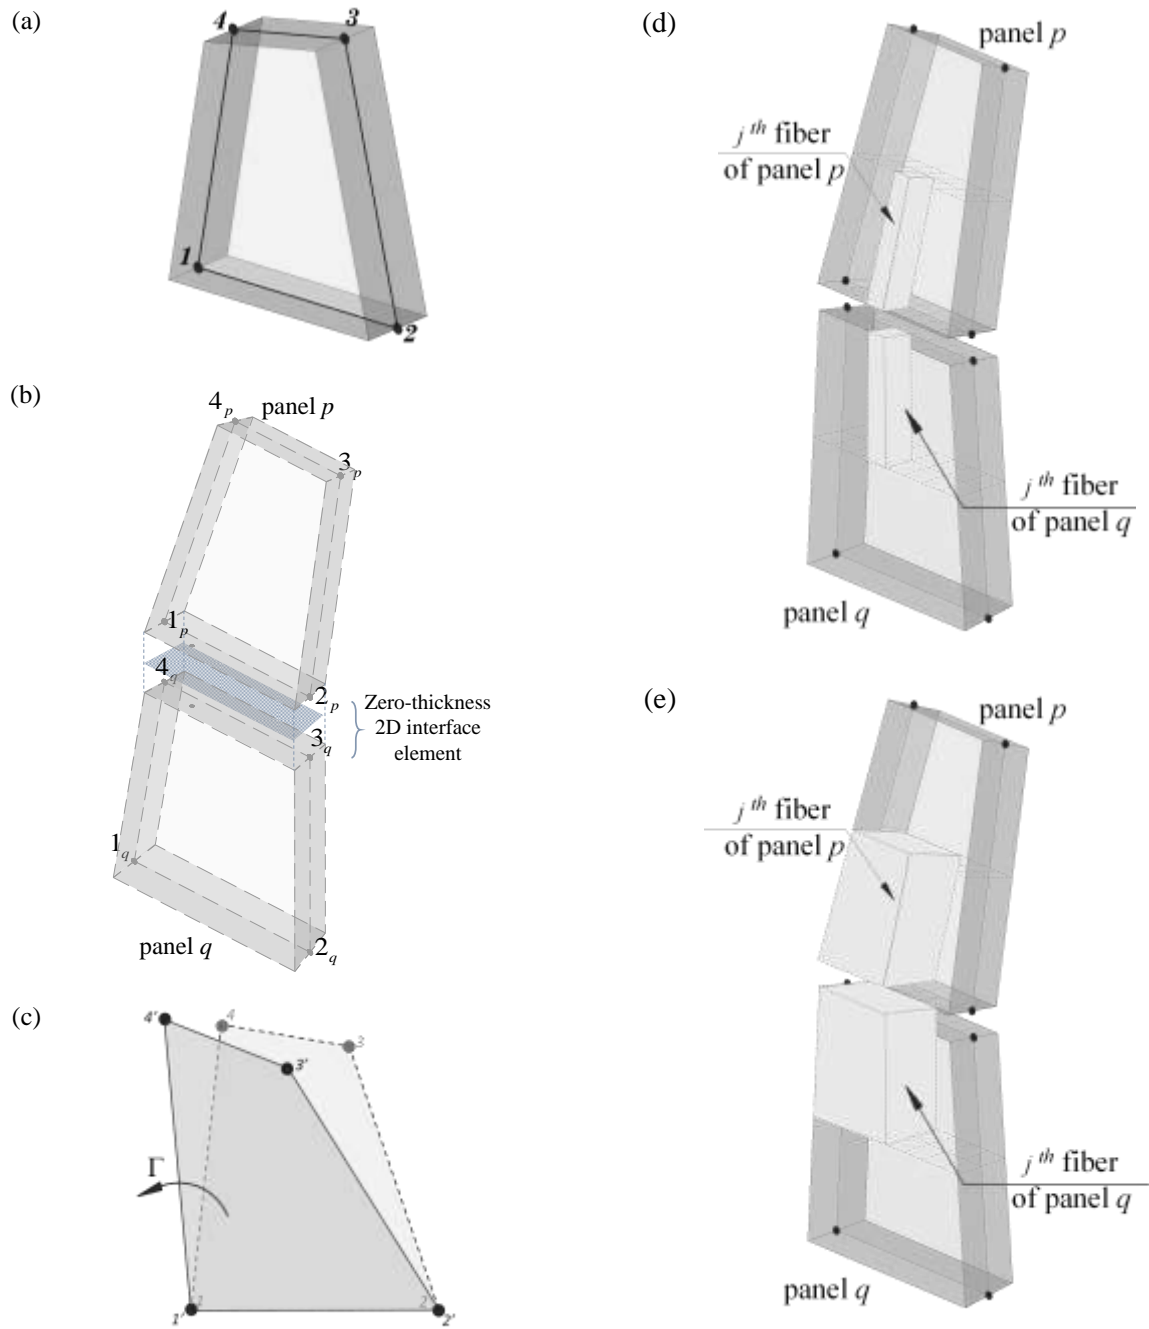 (a)
4
3
1
2
(b)
4p
panel p
3p
1p
4q
2p
Zero-thickness
2D interface
element
3q
1q
panel q
2q
(c)
4'
4
3
3'
Γ
1
1'
2
2'
(d)
panel p
j th fiber
of panel p
j th fiber
of panel q
panel q
(e)
panel p
j th fiber
of panel p
j th fiber
of panel q
panel q